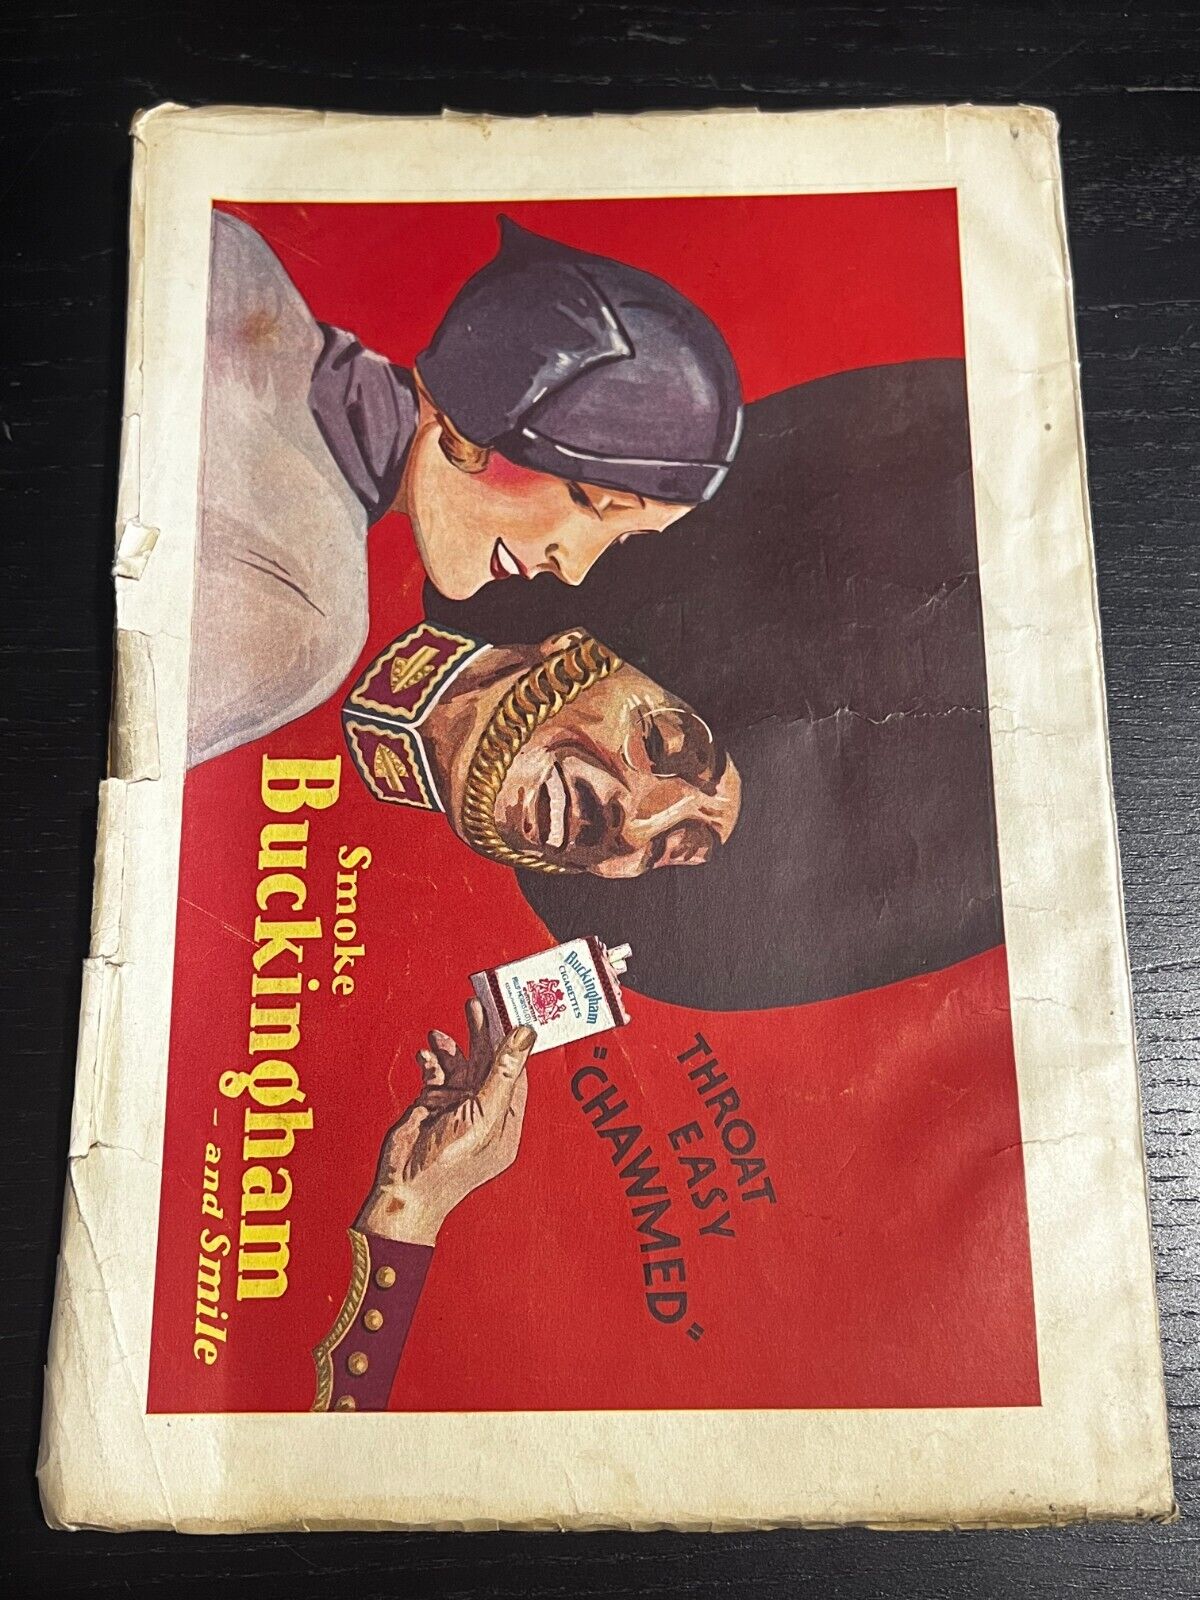 THROAT
EASY
"CHAWMED"
Buckingham
CIGARETTES
Smoke
Buckingham
– and Smile